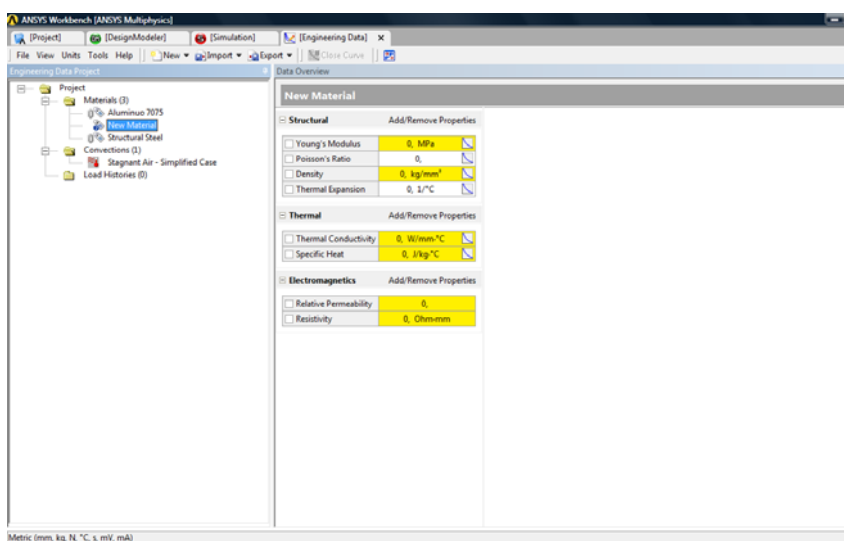 ANSYS Workbench [ANSYS Multiphysics]
[Project] [DesignModeler] [Simulation] [Engineering Data] ×
File View Units Tools Help New Import Export Close Curve
Engineering Data Project
Data Overview
Project
Materials (3)
Aluminuo 7075
New Material
Structural Steel
Convections (1)
Stagnant Air - Simplified Case
Load Histories (0)
New Material
Structural Add/Remove Properties
Young's Modulus 0, MPa
Poisson's Ratio 0,
Density 0, kg/mm³
Thermal Expansion 0, 1/°C
Thermal Add/Remove Properties
Thermal Conductivity 0, W/mm·°C
Specific Heat 0, J/kg·°C
Electromagnetics Add/Remove Properties
Relative Permeability 0,
Resistivity 0, Ohm·mm
Metric (mm, kg, N, °C, s, mV, mA)